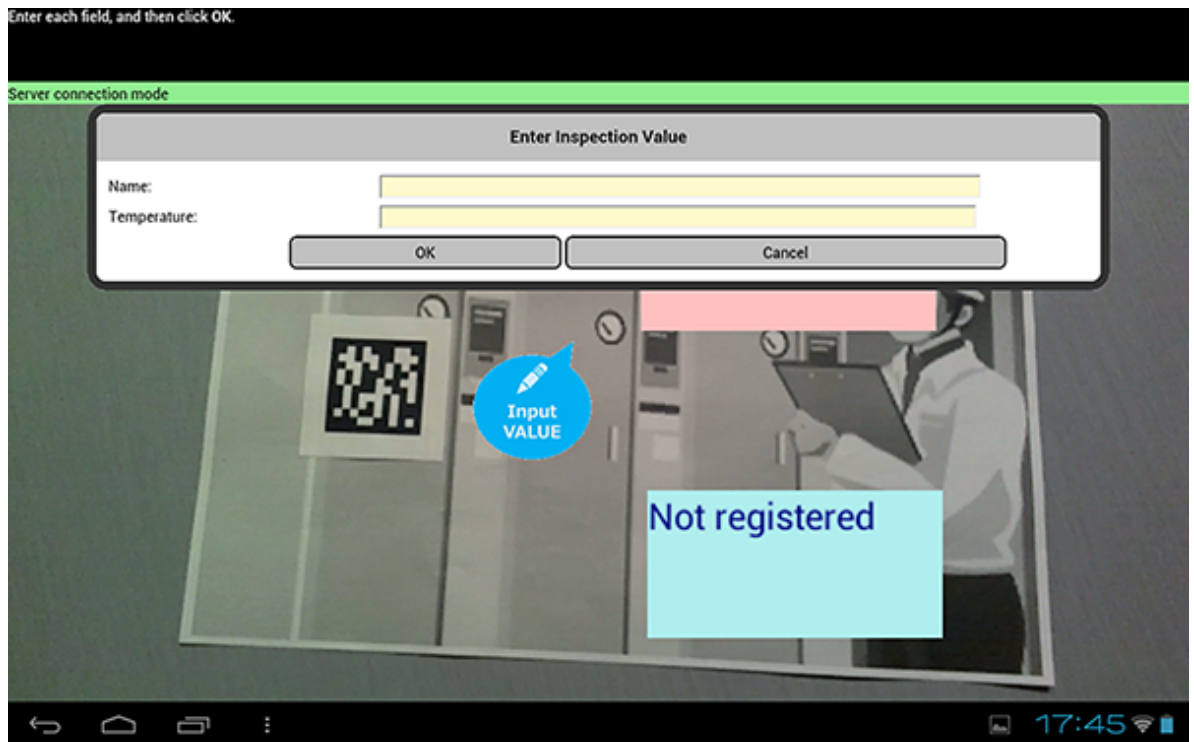 Enter each field, and then click OK.
Server connection mode
Enter Inspection Value
Name:
Temperature:
OK
Cancel
Input
VALUE
Not registered
17:45